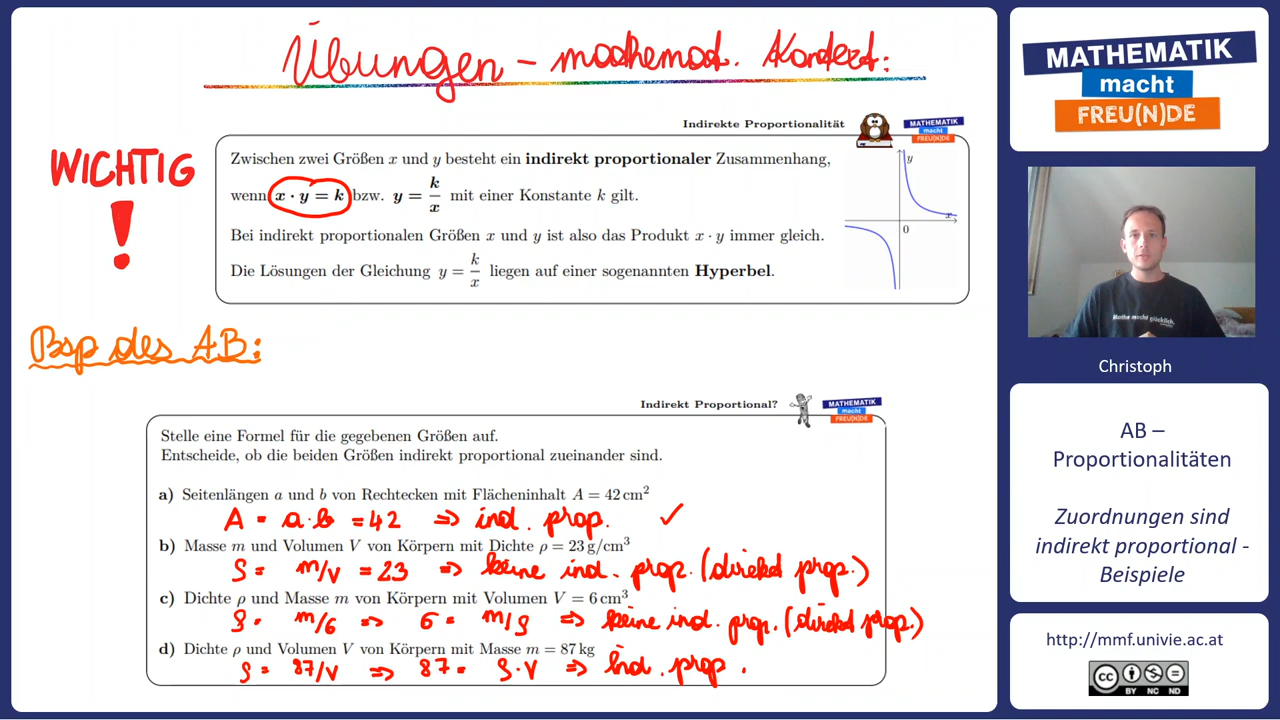 Übungen - mathemat. Kontext:
MATHEMATIK
macht
FREU(N)DE
WICHTIG
!
Indirekte Proportionalität
MATHEMATIK
macht
FREU(N)DE
Zwischen zwei Größen x und y besteht ein indirekt proportionaler Zusammenhang,
wenn x · y = k bzw. y = k/x mit einer Konstante k gilt.
Bei indirekt proportionalen Größen x und y ist also das Produkt x · y immer gleich.
Die Lösungen der Gleichung y = k/x liegen auf einer sogenannten Hyperbel.
y
x
0
Mathe macht glücklich.
Christoph
Bsp des AB:
Indirekt Proportional?
MATHEMATIK
macht
FREU(N)DE
Stelle eine Formel für die gegebenen Größen auf.
Entscheide, ob die beiden Größen indirekt proportional zueinander sind.
a) Seitenlängen a und b von Rechtecken mit Flächeninhalt A = 42 cm²
A = a·b = 42 ⇒ ind. prop. ✓
b) Masse m und Volumen V von Körpern mit Dichte ρ = 23 g/cm³
ρ = m/V = 23 ⇒ keine ind. prop. (direkt prop.)
c) Dichte ρ und Masse m von Körpern mit Volumen V = 6 cm³
ρ = m/6 ⇒ 6 = m/ρ ⇒ keine ind. prop. (direkt prop.)
d) Dichte ρ und Volumen V von Körpern mit Masse m = 87 kg
ρ = 87/V ⇒ 87 = ρ·V ⇒ ind. prop.
AB –
Proportionalitäten
Zuordnungen sind
indirekt proportional -
Beispiele
http://mmf.univie.ac.at
cc
BY NC ND